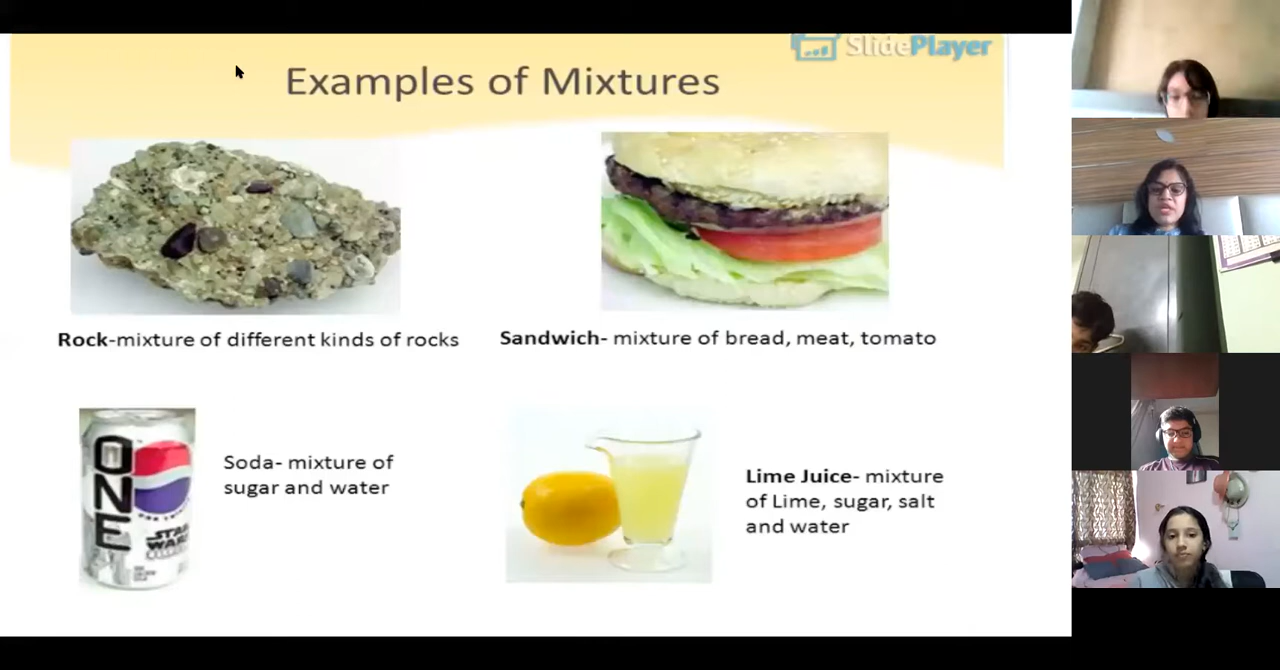 SlidePlayer
Examples of Mixtures
Rock-mixture of different kinds of rocks
Sandwich- mixture of bread, meat, tomato
ONE
STAR
WARS
Soda- mixture of
sugar and water
Lime Juice- mixture
of Lime, sugar, salt
and water